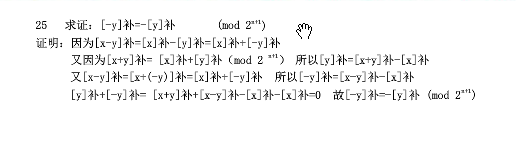 25 求证：[-y]补=-[y]补 (mod 2ⁿ⁺¹)
证明：因为[x-y]补=[x]补-[y]补=[x]补+[-y]补
又因为[x+y]补= [x]补+[y]补（mod 2 ⁿ⁺¹） 所以[y]补=[x+y]补-[x]补
又[x-y]补=[x+(-y)]补=[x]补+[-y]补 所以[-y]补=[x-y]补-[x]补
[y]补+[-y]补= [x+y]补+[x-y]补-[x]补-[x]补=0 故[-y]补=-[y]补 (mod 2ⁿ⁺¹)